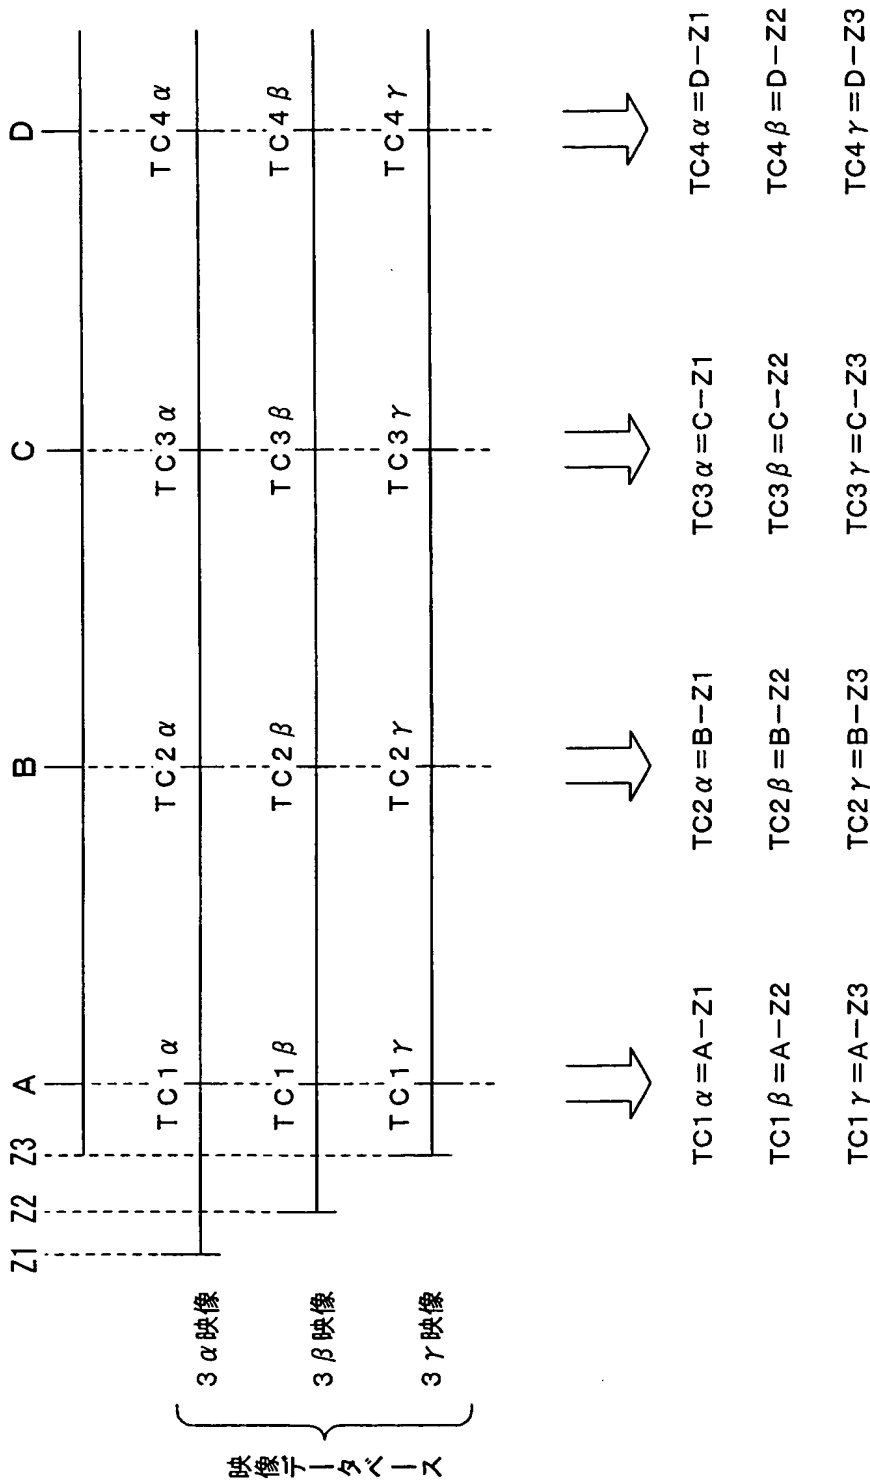 Z1 Z2 Z3 A B C D
映像データベース
3α映像
TC1α TC2α TC3α TC4α
3β映像
TC1β TC2β TC3β TC4β
3γ映像
TC1γ TC2γ TC3γ TC4γ
TC1α=A−Z1 TC2α=B−Z1 TC3α=C−Z1 TC4α=D−Z1
TC1β=A−Z2 TC2β=B−Z2 TC3β=C−Z2 TC4β=D−Z2
TC1γ=A−Z3 TC2γ=B−Z3 TC3γ=C−Z3 TC4γ=D−Z3